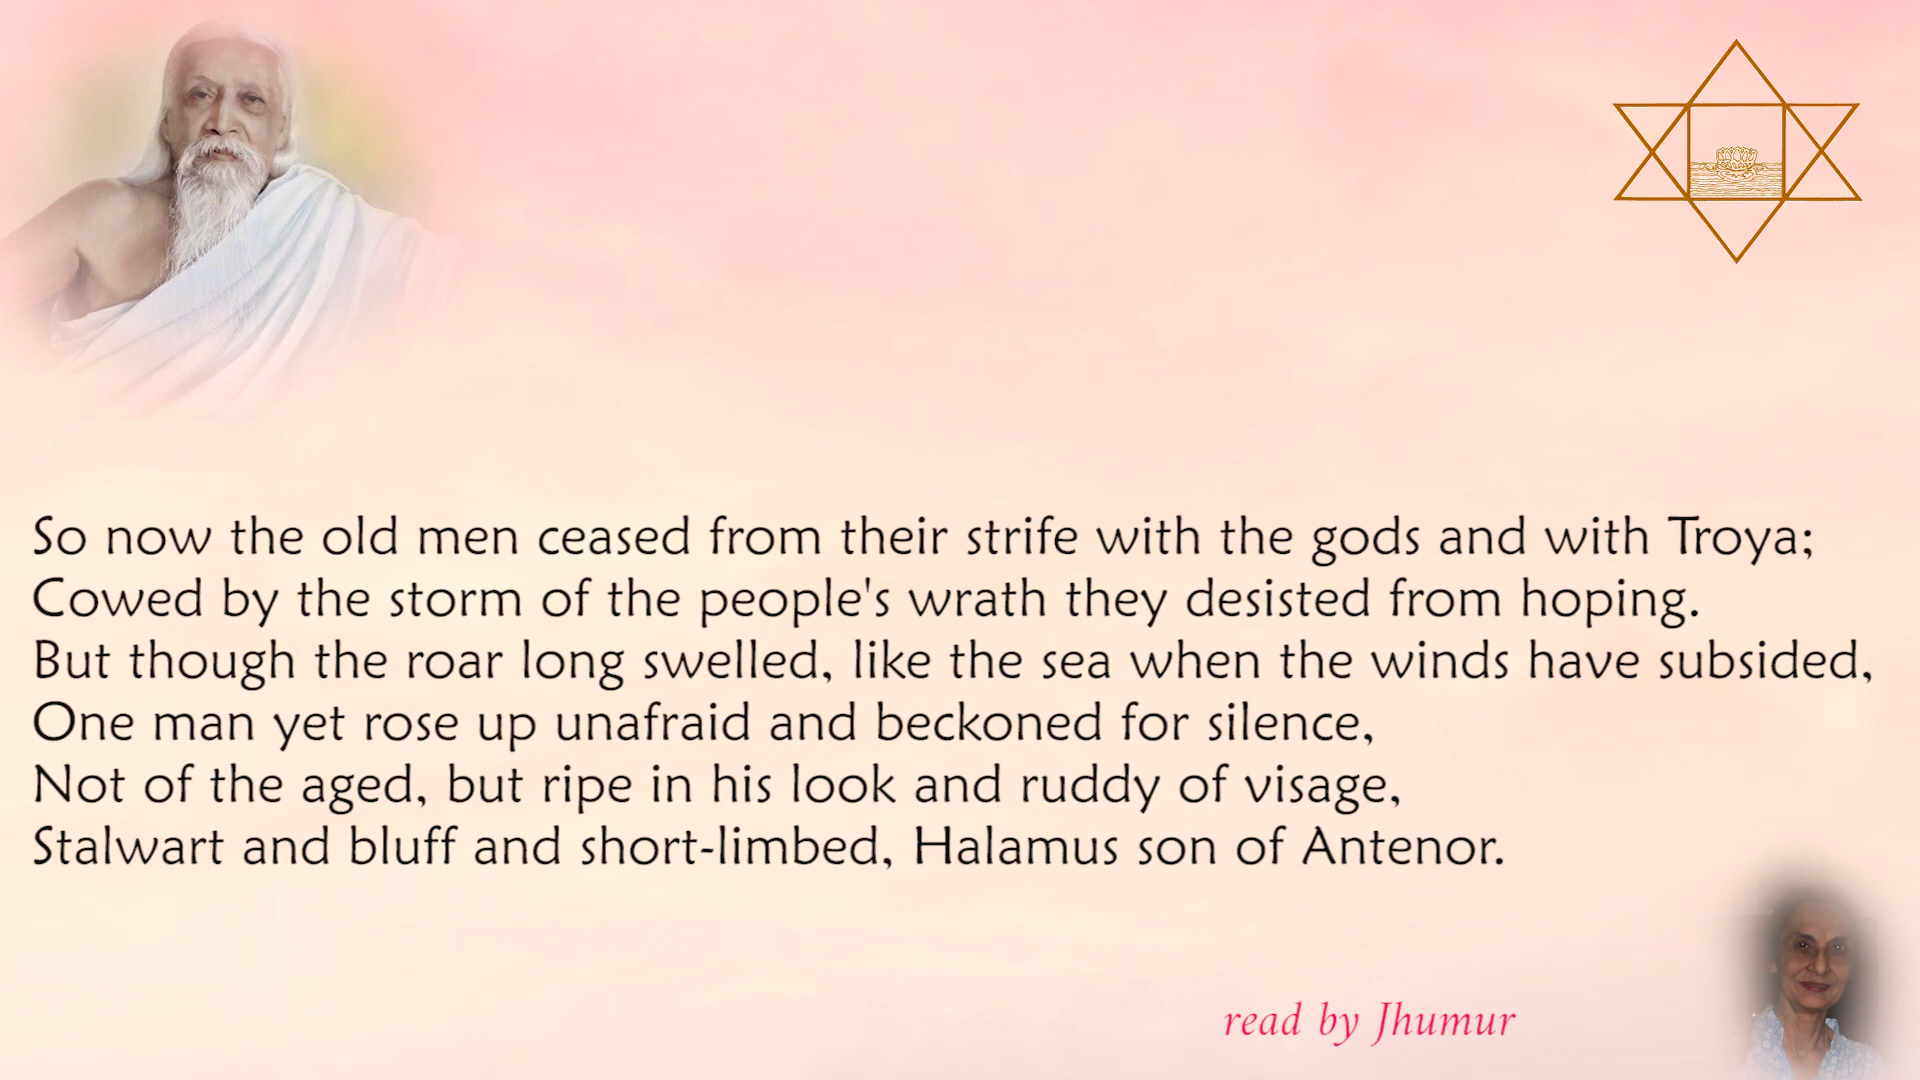 So now the old men ceased from their strife with the gods and with Troya;
Cowed by the storm of the people's wrath they desisted from hoping.
But though the roar long swelled, like the sea when the winds have subsided,
One man yet rose up unafraid and beckoned for silence,
Not of the aged, but ripe in his look and ruddy of visage,
Stalwart and bluff and short-limbed, Halamus son of Antenor.
read by Jhumur